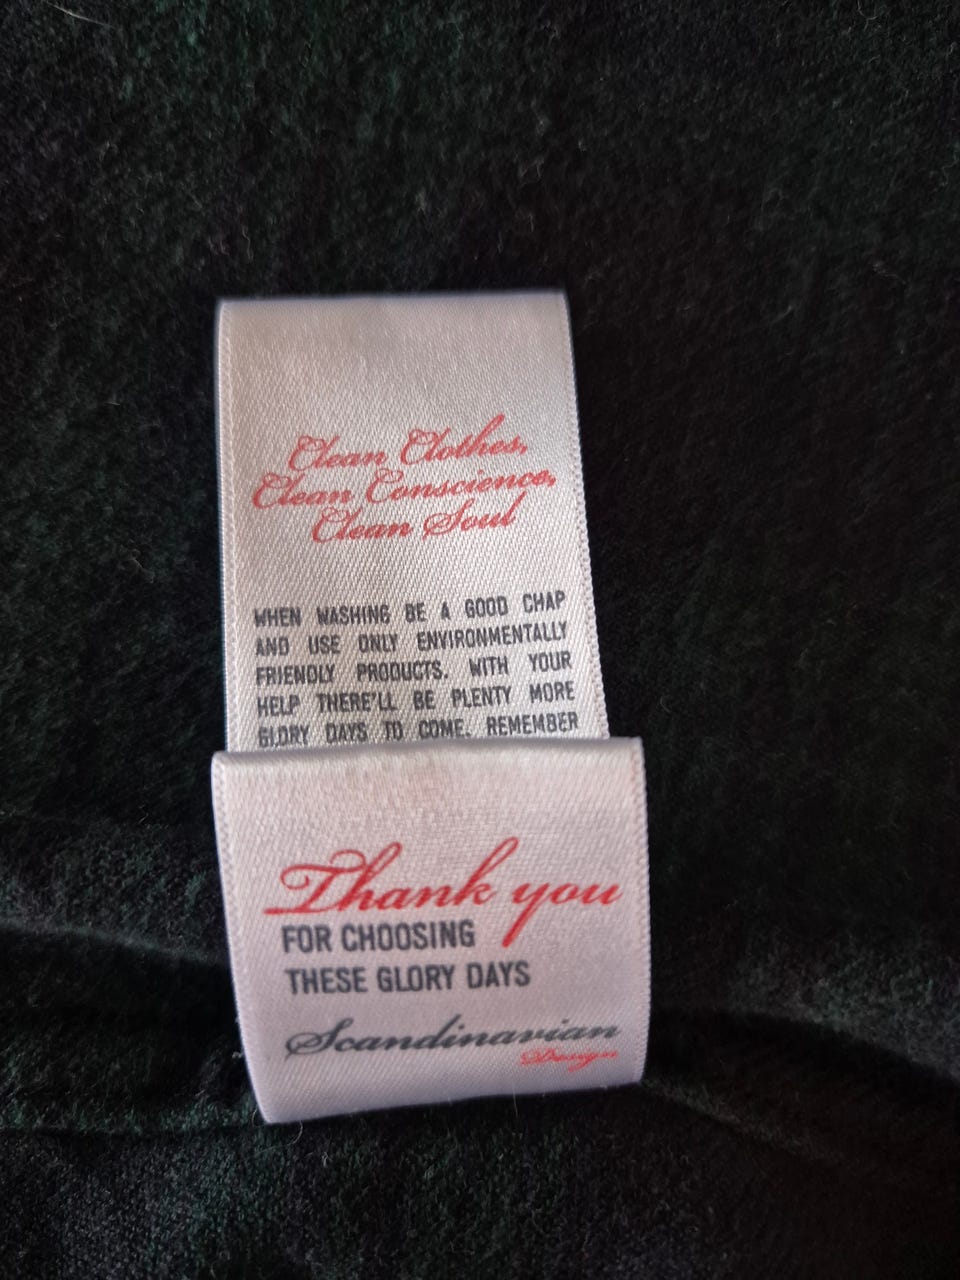 Clean Clothes,
Clean Conscience,
Clean Soul
WHEN WASHING BE A GOOD CHAP
AND USE ONLY ENVIRONMENTALLY
FRIENDLY PRODUCTS. WITH YOUR
HELP THERE'LL BE PLENTY MORE
GLORY DAYS TO COME. REMEMBER
Thank you
FOR CHOOSING
THESE GLORY DAYS
Scandinavian
Design